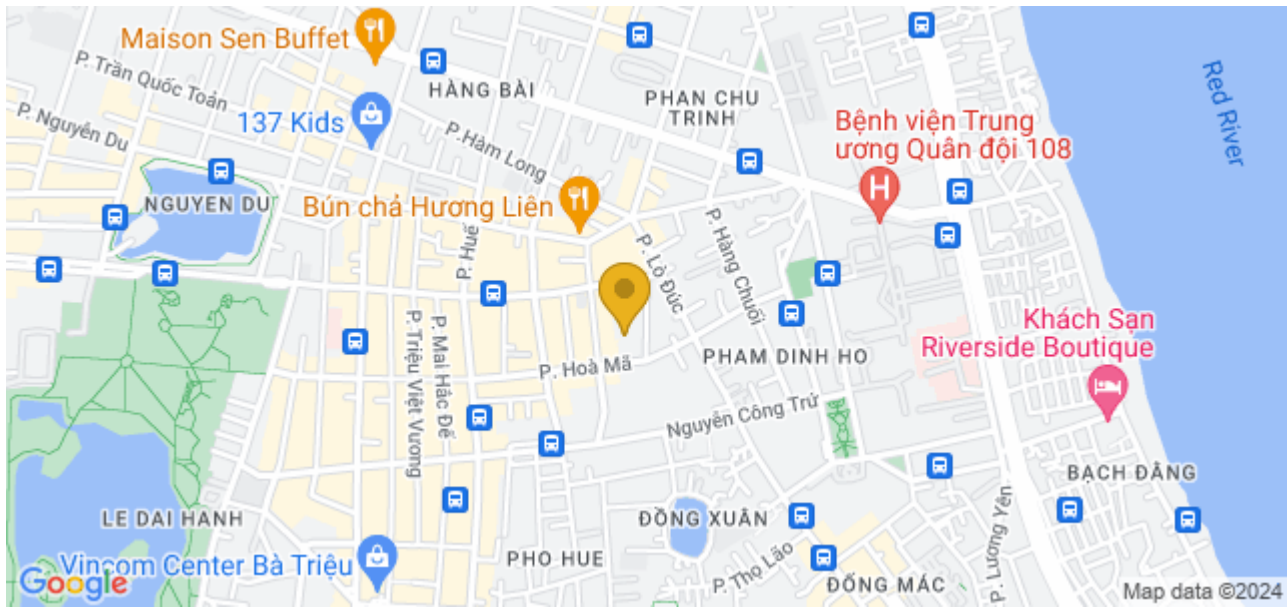 Maison Sen Buffet
P. Trần Quốc Toản
HÀNG BÀI
PHAN CHU
TRINH
Red River
P. Nguyễn Du
137 Kids
P.Hàm Long
Bệnh viện Trung
ương Quân đội 108
H
NGUYEN DU
Bún chả Hương Liên
P. Huế
P. Lò Đúc
P. Hàng Chuối
Khách Sạn
Riverside Boutique
P. Triệu Việt Vương
P. Mai Hắc Đế
P. Hoà Mã
PHAM DINH HO
Nguyễn Công Trứ
BẠCH ĐẰNG
LE DAI HANH
ĐỒNG XUÂN
P. Lương Yên
Vincom Center Bà Triệu
PHO HUE
P. Thọ Lão
ĐỐNG MÁC
Google
Map data ©2024